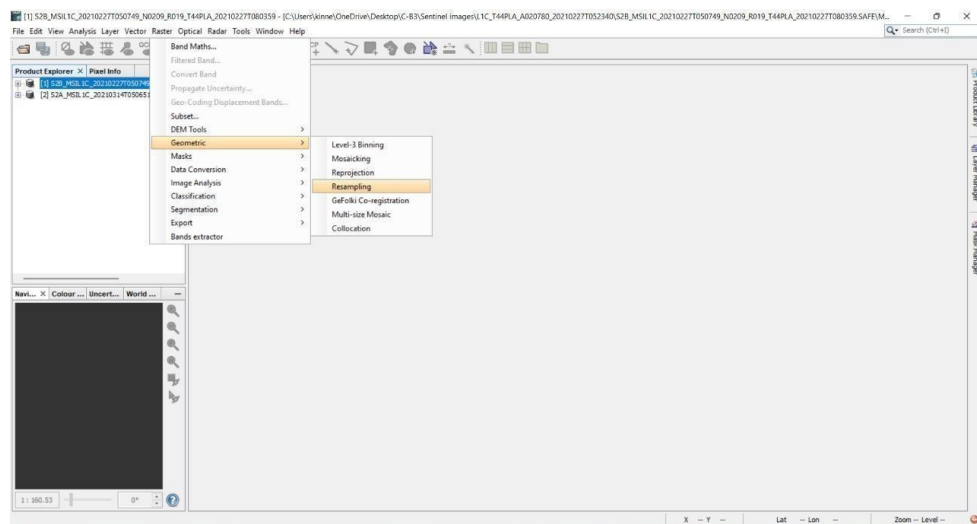 [1] S2B_MSIL1C_20210227T050749_N0209_R019_T44PLA_20210227T080359 - [C:\Users\kinne\OneDrive\Desktop\C-B3\Sentinel images\L1C_T44PLA_A020780_20210227T052340\S2B_MSIL1C_20210227T050749_N0209_R019_T44PLA_20210227T080359.SAFE\M...
File Edit View Analysis Layer Vector Raster Optical Radar Tools Window Help
Search (Ctrl+I)
Product Explorer Pixel Info
[1] S2B_MSIL1C_20210227T050749
[2] S2A_MSIL1C_20210314T050651
Band Maths...
Filtered Band...
Convert Band
Propagate Uncertainty...
Geo-Coding Displacement Bands...
Subset...
DEM Tools
Geometric
Masks
Data Conversion
Image Analysis
Classification
Segmentation
Export
Bands extractor
Level-3 Binning
Mosaicking
Reprojection
Resampling
GeFolki Co-registration
Multi-size Mosaic
Collocation
Product Library
Layer Manager
Mask Manager
Navi... Colour ... Uncert... World ...
1 : 160.53
0°
X -- Y --
Lat -- Lon --
Zoom -- Level --